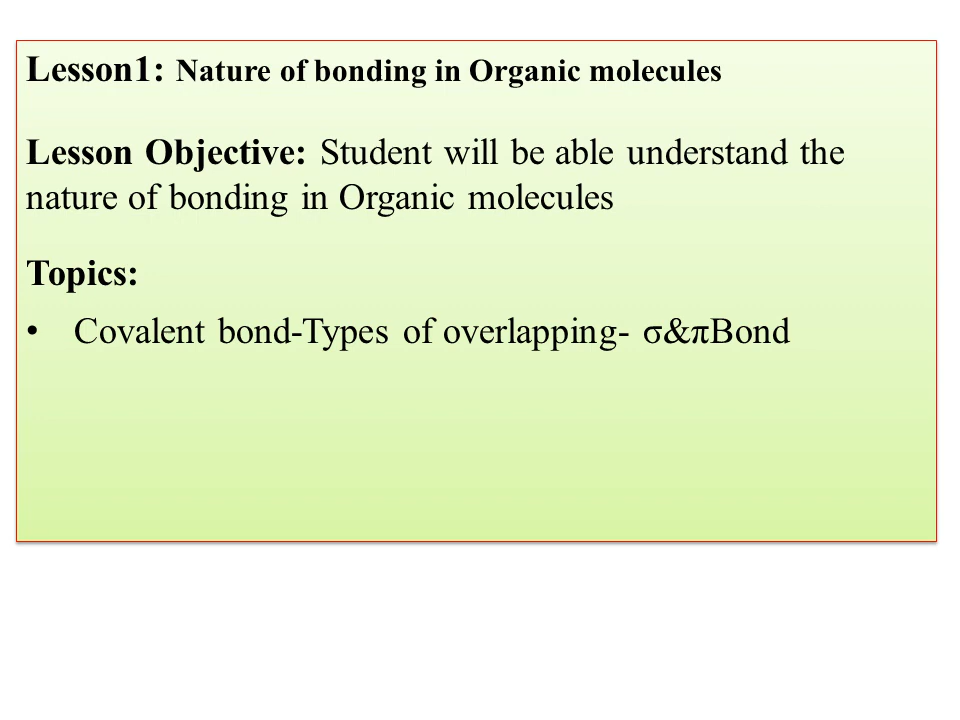 Lesson1: Nature of bonding in Organic molecules
Lesson Objective: Student will be able understand the
nature of bonding in Organic molecules
Topics:
• Covalent bond-Types of overlapping- σ&πBond